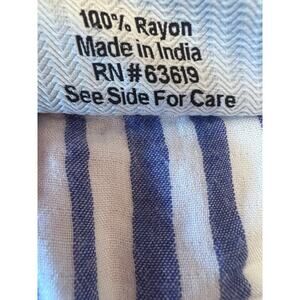 100% Rayon
Made in India
RN#63619
See Side For Care